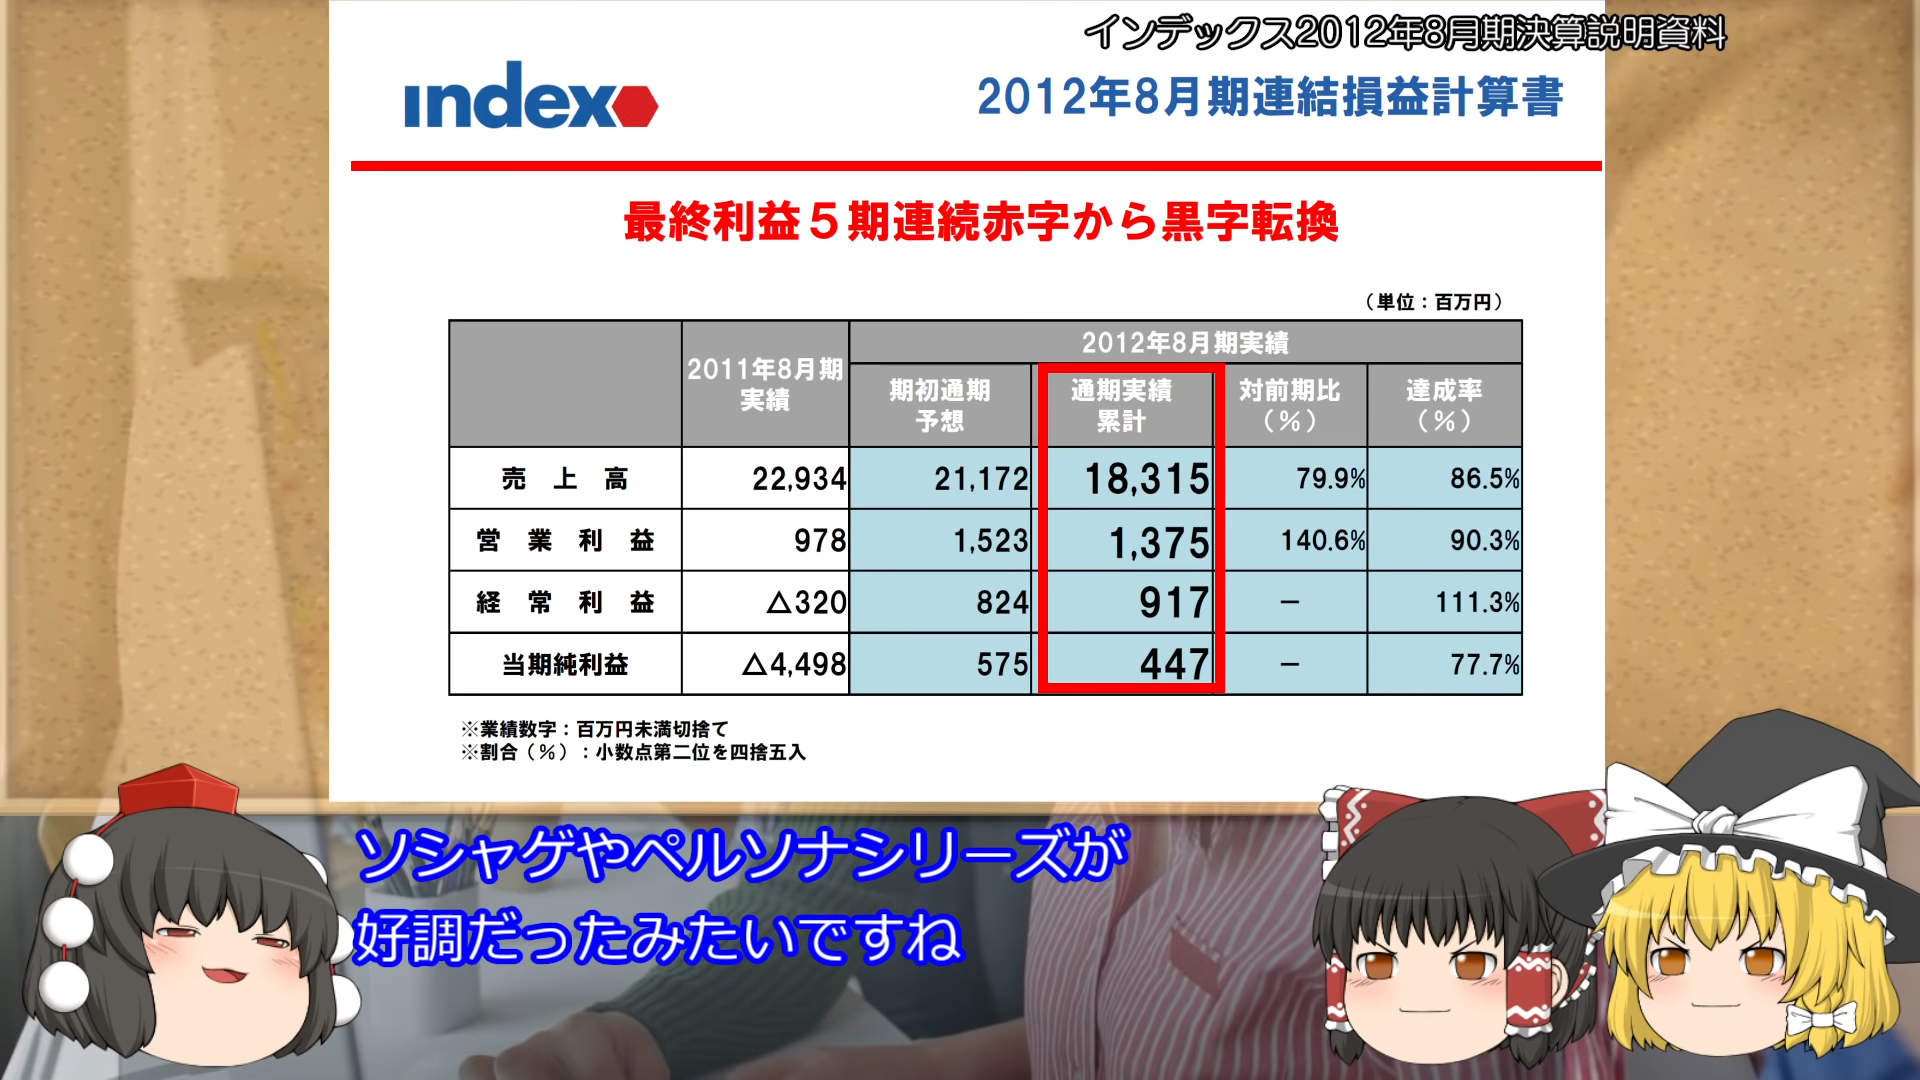 インデックス2012年8月期決算説明資料
index
2012年8月期連結損益計算書
最終利益５期連続赤字から黒字転換
（単位：百万円）
2011年8月期
実績
2012年8月期実績
期初通期
予想
通期実績
累計
対前期比
（％）
達成率
（％）
売上高 22,934 21,172 18,315 79.9% 86.5%
営業利益 978 1,523 1,375 140.6% 90.3%
経常利益 △320 824 917 － 111.3%
当期純利益 △4,498 575 447 － 77.7%
※業績数字：百万円未満切捨て
※割合（％）：小数点第二位を四捨五入
ソシャゲやペルソナシリーズが
好調だったみたいですね